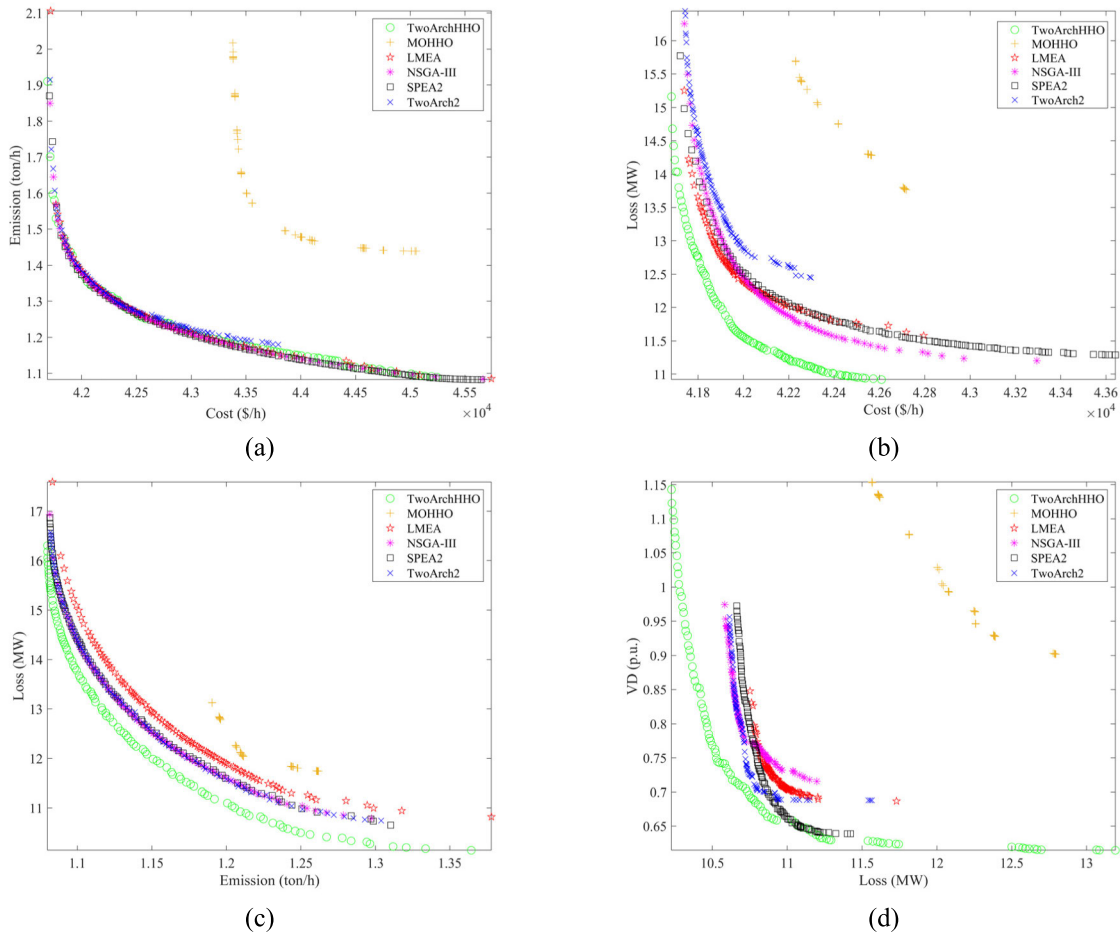 2.1
2
1.9
1.8
1.7
1.6
1.5
1.4
1.3
1.2
1.1
Emission (ton/h)
4.2 4.25 4.3 4.35 4.4 4.45 4.5 4.55
Cost ($/h)
×10⁴
TwoArchHHO
MOHHO
LMEA
NSGA-III
SPEA2
TwoArch2
(a)
16
15.5
15
14.5
14
13.5
13
12.5
12
11.5
11
Loss (MW)
4.18 4.2 4.22 4.24 4.26 4.28 4.3 4.32 4.34 4.36
Cost ($/h)
×10⁴
TwoArchHHO
MOHHO
LMEA
NSGA-III
SPEA2
TwoArch2
(b)
17
16
15
14
13
12
11
Loss (MW)
1.1 1.15 1.2 1.25 1.3 1.35
Emission (ton/h)
TwoArchHHO
MOHHO
LMEA
NSGA-III
SPEA2
TwoArch2
(c)
1.15
1.1
1.05
1
0.95
0.9
0.85
0.8
0.75
0.7
0.65
VD (p.u.)
10.5 11 11.5 12 12.5 13
Loss (MW)
TwoArchHHO
MOHHO
LMEA
NSGA-III
SPEA2
TwoArch2
(d)